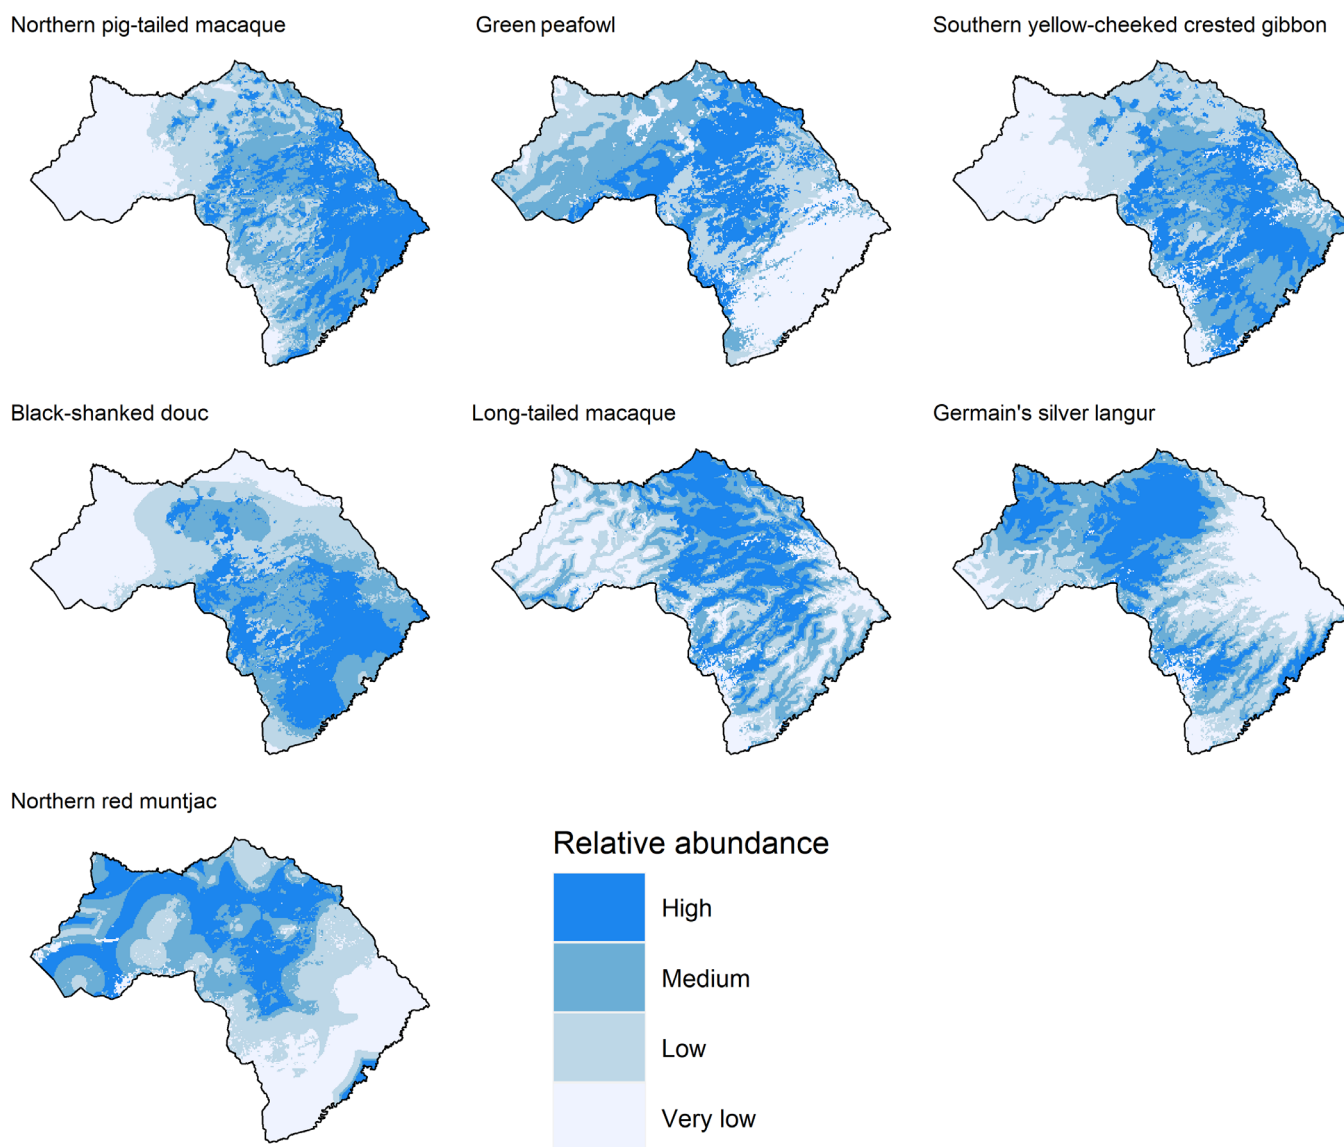 Northern pig-tailed macaque
Green peafowl
Southern yellow-cheeked crested gibbon
Black-shanked douc
Long-tailed macaque
Germain's silver langur
Northern red muntjac
Relative abundance
High
Medium
Low
Very low